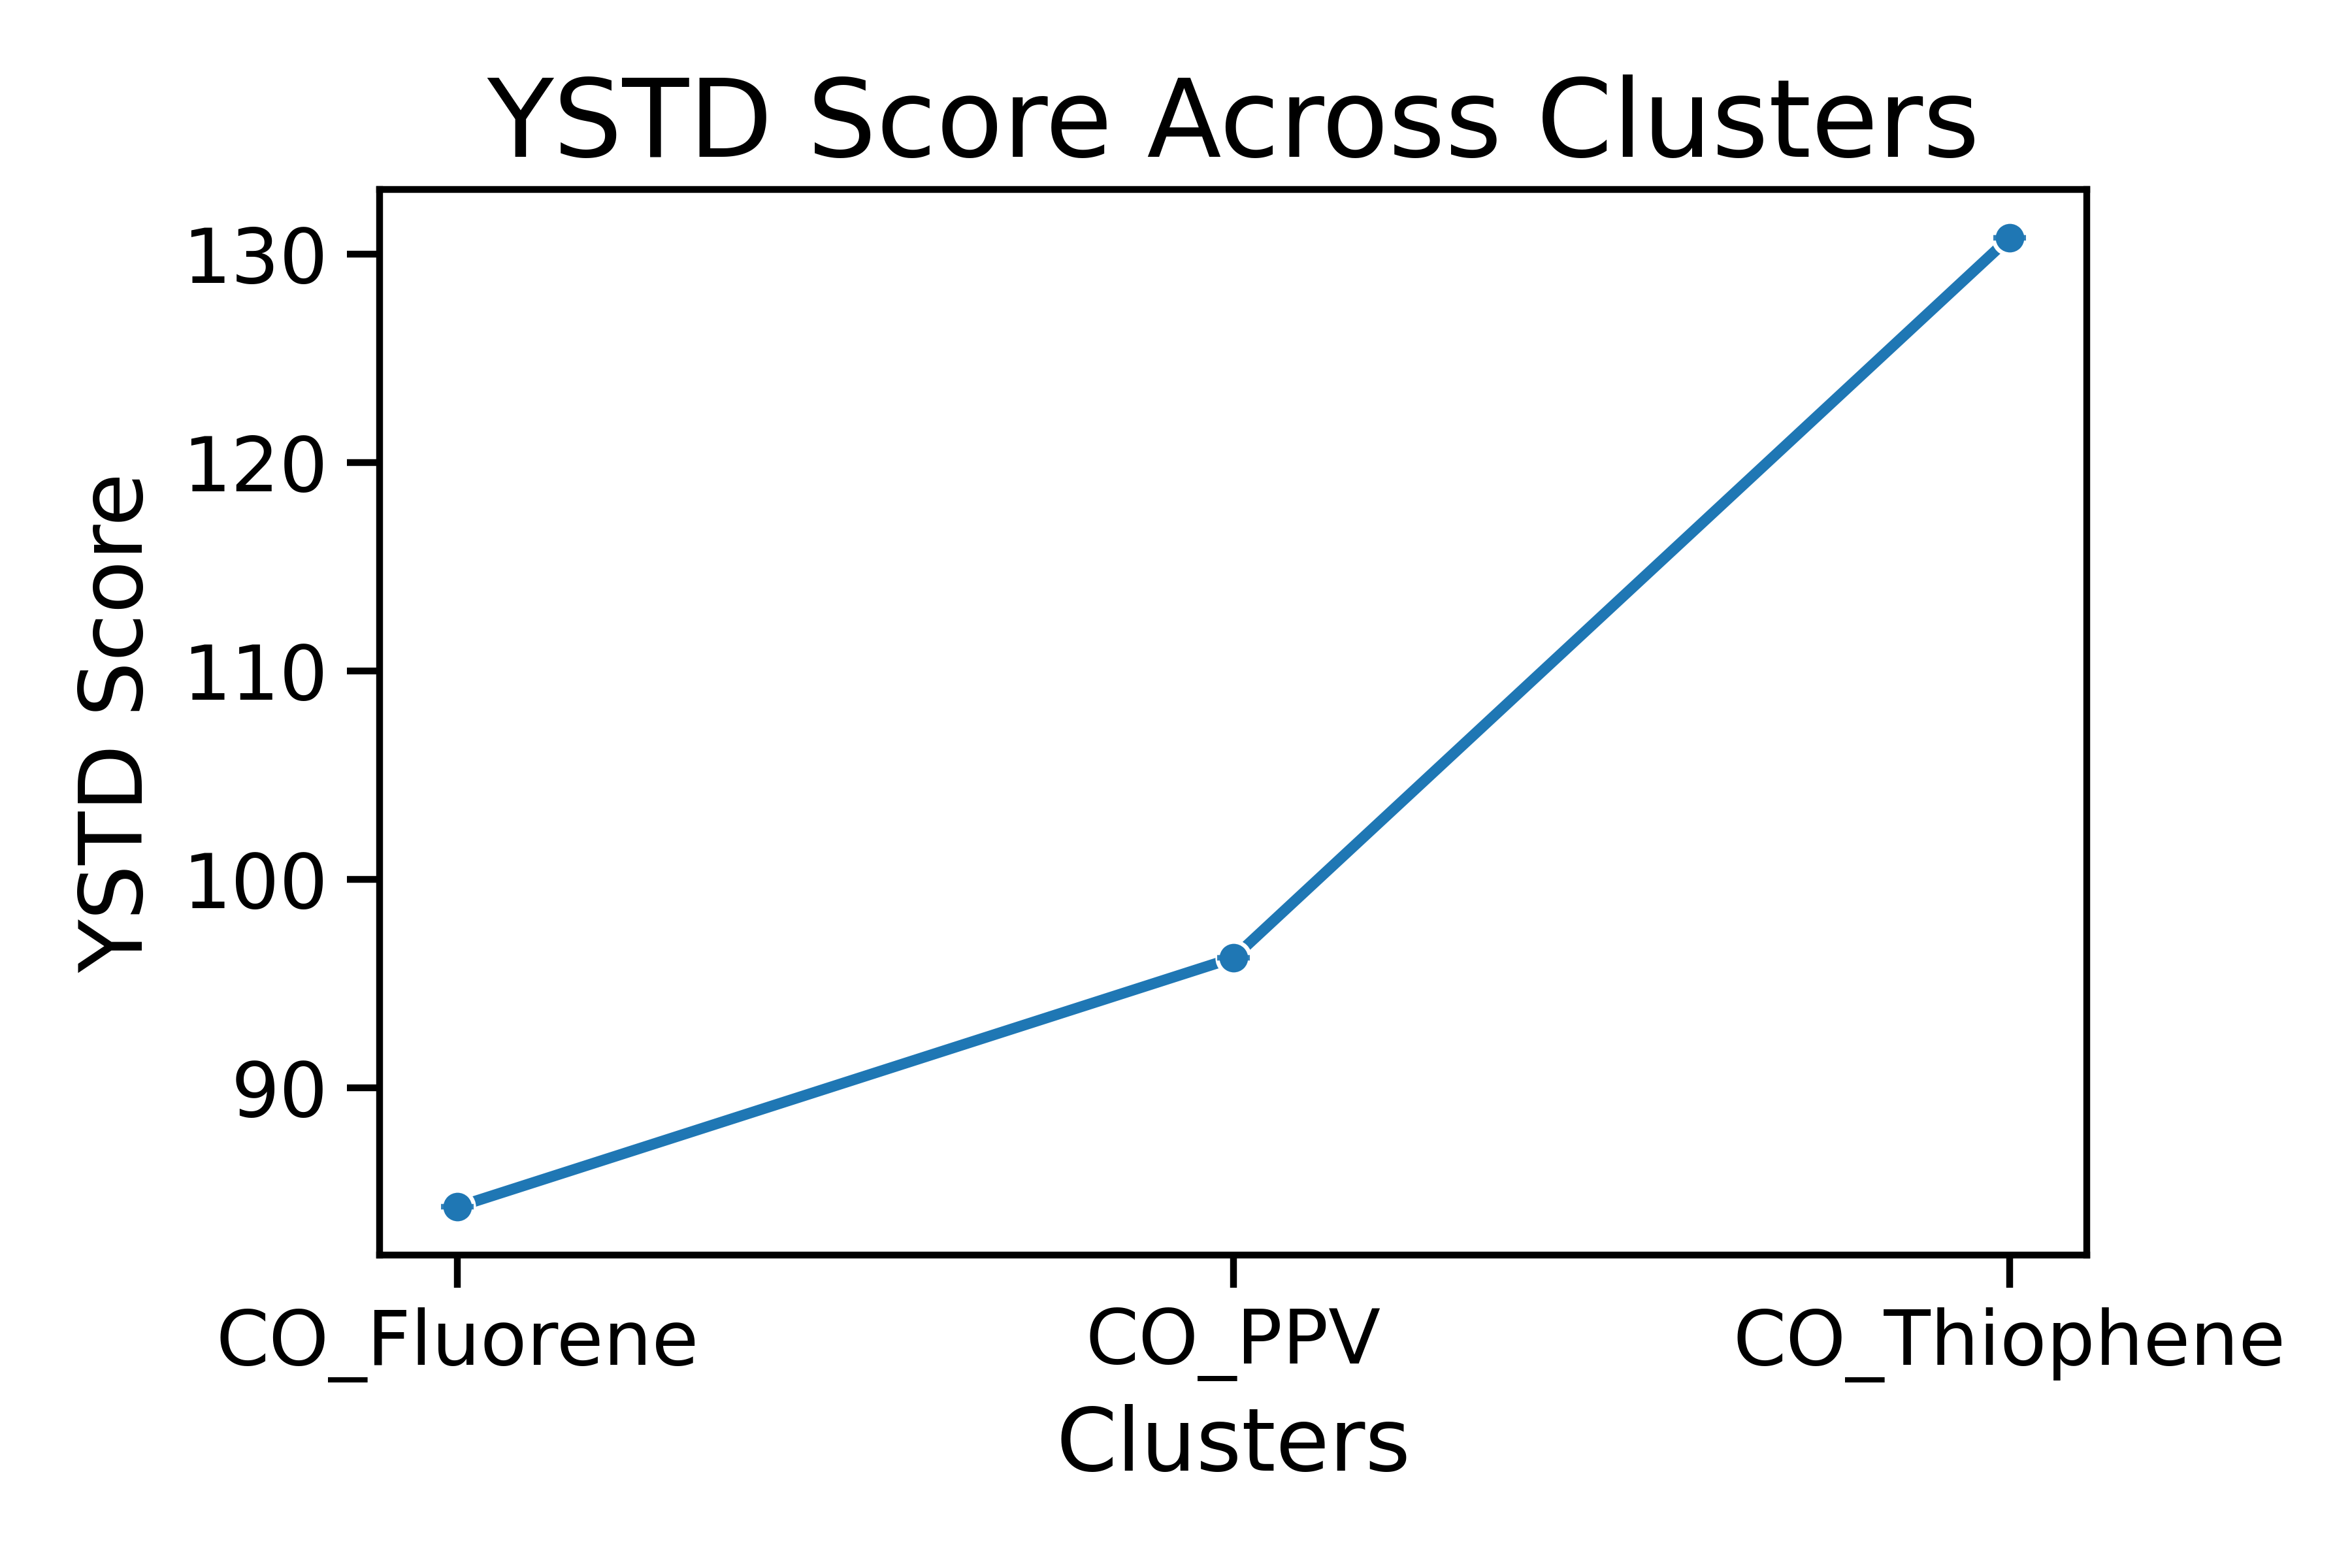 YSTD Score Across Clusters
YSTD Score
130
120
110
100
90
CO_Fluorene
CO_PPV
CO_Thiophene
Clusters